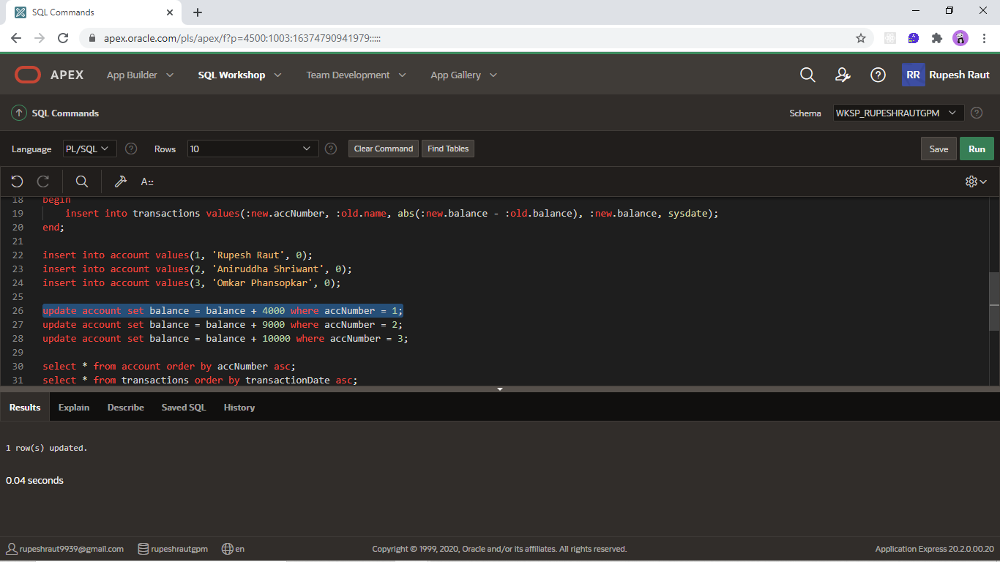 SQL Commands
apex.oracle.com/pls/apex/f?p=4500:1003:16374790941979:::::
APEX App Builder SQL Workshop Team Development App Gallery RR Rupesh Raut
SQL Commands Schema WKSP_RUPESHRAUTGPM
Language PL/SQL Rows 10 Clear Command Find Tables Save Run
A::
18 begin
19 insert into transactions values(:new.accNumber, :old.name, abs(:new.balance - :old.balance), :new.balance, sysdate);
20 end;
21
22 insert into account values(1, 'Rupesh Raut', 0);
23 insert into account values(2, 'Aniruddha Shriwant', 0);
24 insert into account values(3, 'Omkar Phansopkar', 0);
25
26 update account set balance = balance + 4000 where accNumber = 1;
27 update account set balance = balance + 9000 where accNumber = 2;
28 update account set balance = balance + 10000 where accNumber = 3;
29
30 select * from account order by accNumber asc;
31 select * from transactions order by transactionDate asc;
Results Explain Describe Saved SQL History
1 row(s) updated.
0.04 seconds
rupeshraut9939@gmail.com rupeshrautgpm en Copyright © 1999, 2020, Oracle and/or its affiliates. All rights reserved. Application Express 20.2.0.00.20